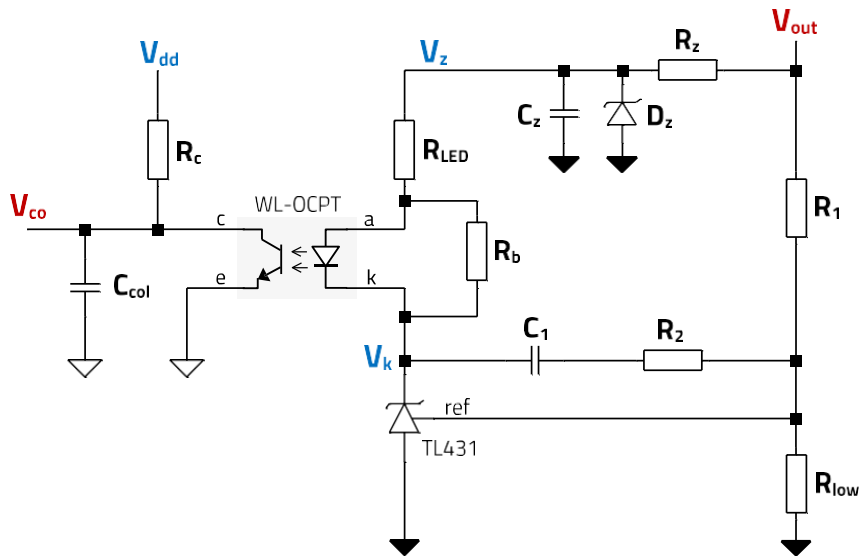 Vout
Vdd
Vz
Rz
Cz
Dz
Rc
RLED
WL-OCPT
Vco
c
a
R1
e
k
Rb
Ccol
C1
R2
Vk
ref
TL431
Rlow